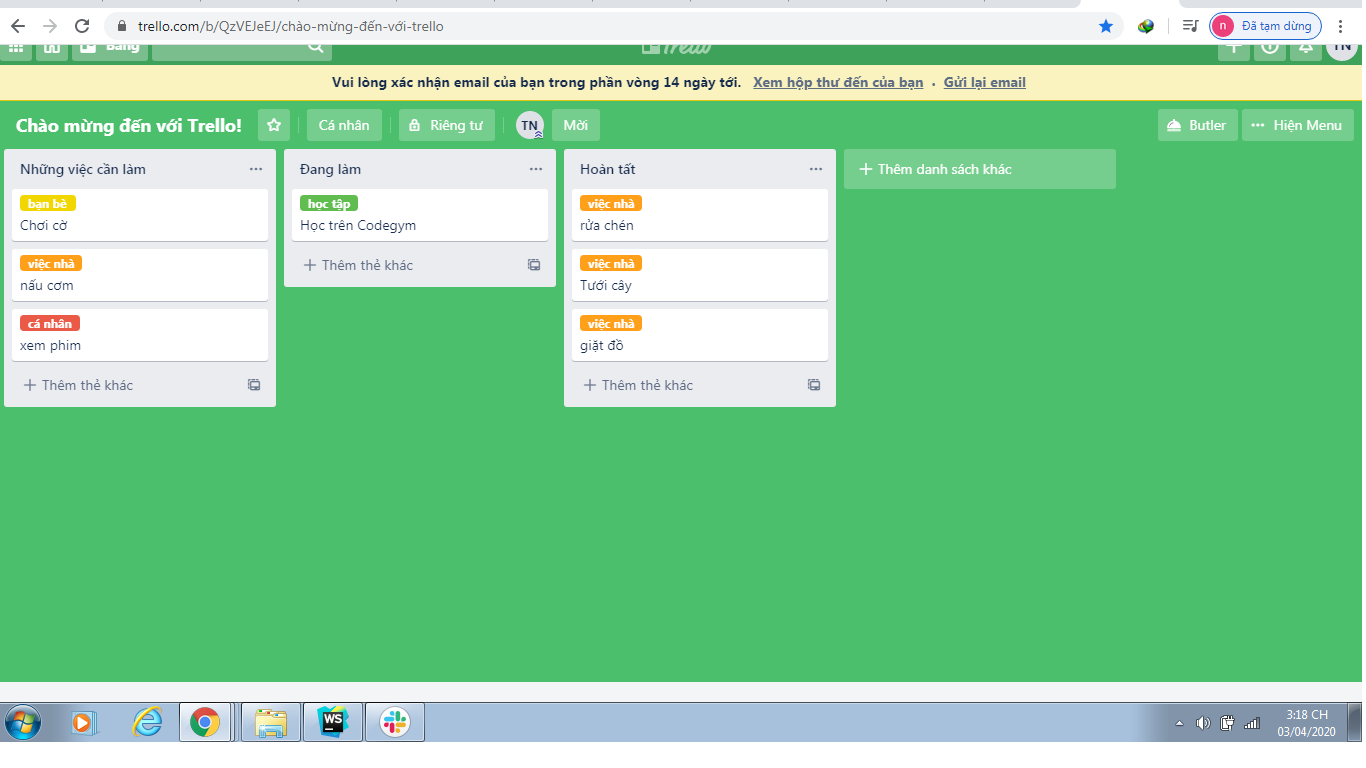 trello.com/b/QzVEJeEJ/chào-mừng-đến-với-trello
n Đã tạm dừng
Bảng
Trello
TN
Vui lòng xác nhận email của bạn trong phần vòng 14 ngày tới. Xem hộp thư đến của bạn • Gửi lại email
Chào mừng đến với Trello! Cá nhân Riêng tư TN Mời Butler Hiện Menu
Những việc cần làm
bạn bè
Chơi cờ
việc nhà
nấu cơm
cá nhân
xem phim
Thêm thẻ khác
Đang làm
học tập
Học trên Codegym
Thêm thẻ khác
Hoàn tất
việc nhà
rửa chén
việc nhà
Tưới cây
việc nhà
giặt đồ
Thêm thẻ khác
Thêm danh sách khác
WS
3:18 CH
03/04/2020